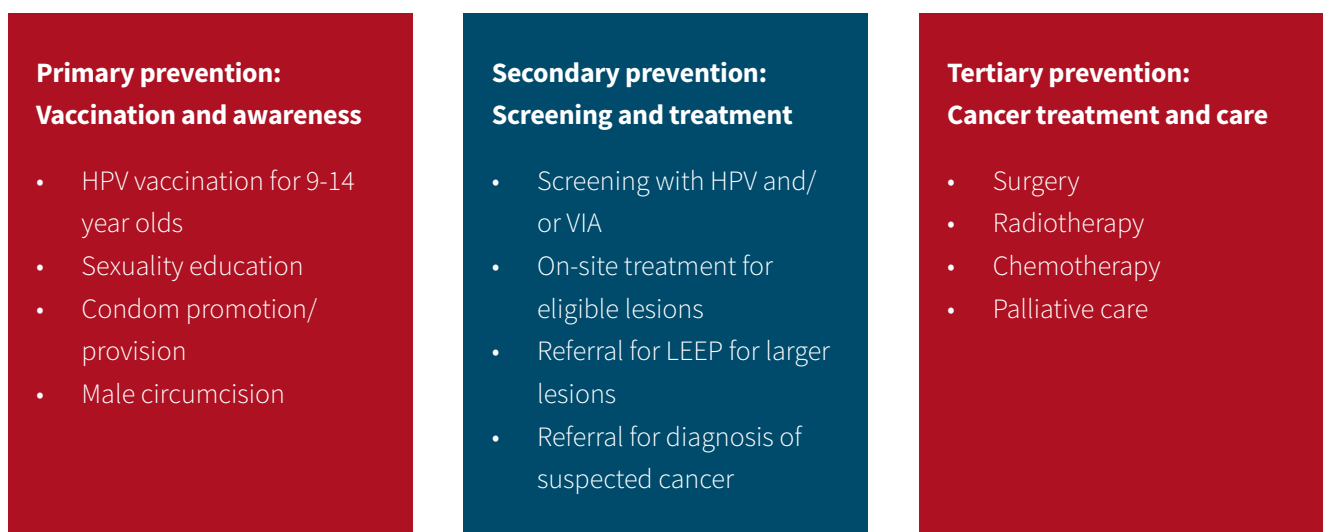 Primary prevention:
Vaccination and awareness
• HPV vaccination for 9-14
year olds
• Sexuality education
• Condom promotion/
provision
• Male circumcision
Secondary prevention:
Screening and treatment
• Screening with HPV and/
or VIA
• On-site treatment for
eligible lesions
• Referral for LEEP for larger
lesions
• Referral for diagnosis of
suspected cancer
Tertiary prevention:
Cancer treatment and care
• Surgery
• Radiotherapy
• Chemotherapy
• Palliative care